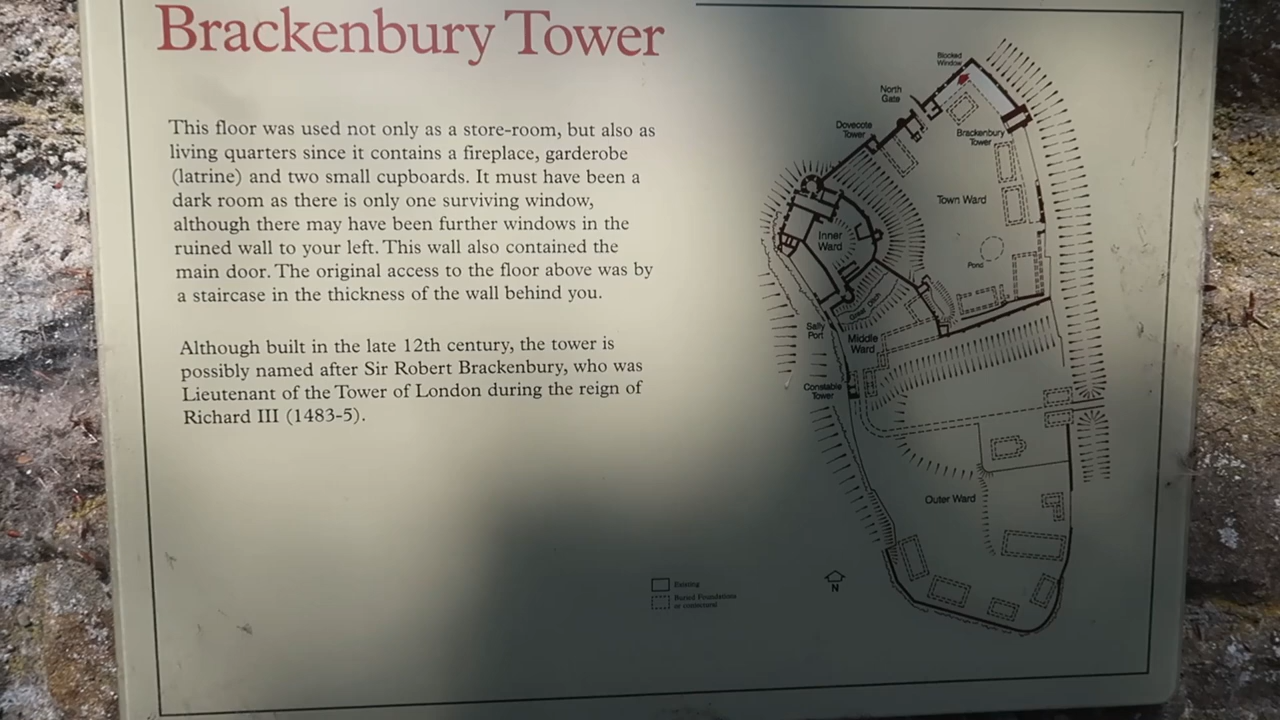 Brackenbury Tower
This floor was used not only as a store-room, but also as
living quarters since it contains a fireplace, garderobe
(latrine) and two small cupboards. It must have been a
dark room as there is only one surviving window,
although there may have been further windows in the
ruined wall to your left. This wall also contained the
main door. The original access to the floor above was by
a staircase in the thickness of the wall behind you.
Although built in the late 12th century, the tower is
possibly named after Sir Robert Brackenbury, who was
Lieutenant of the Tower of London during the reign of
Richard III (1483-5).
Blocked
Window
North
Gate
Dovecote
Tower
Brackenbury
Tower
Town Ward
Inner
Ward
Pond
Great Ditch
Sally
Port
Middle
Ward
Constable
Tower
Outer Ward
Existing
Buried Foundations
or conjectural
N